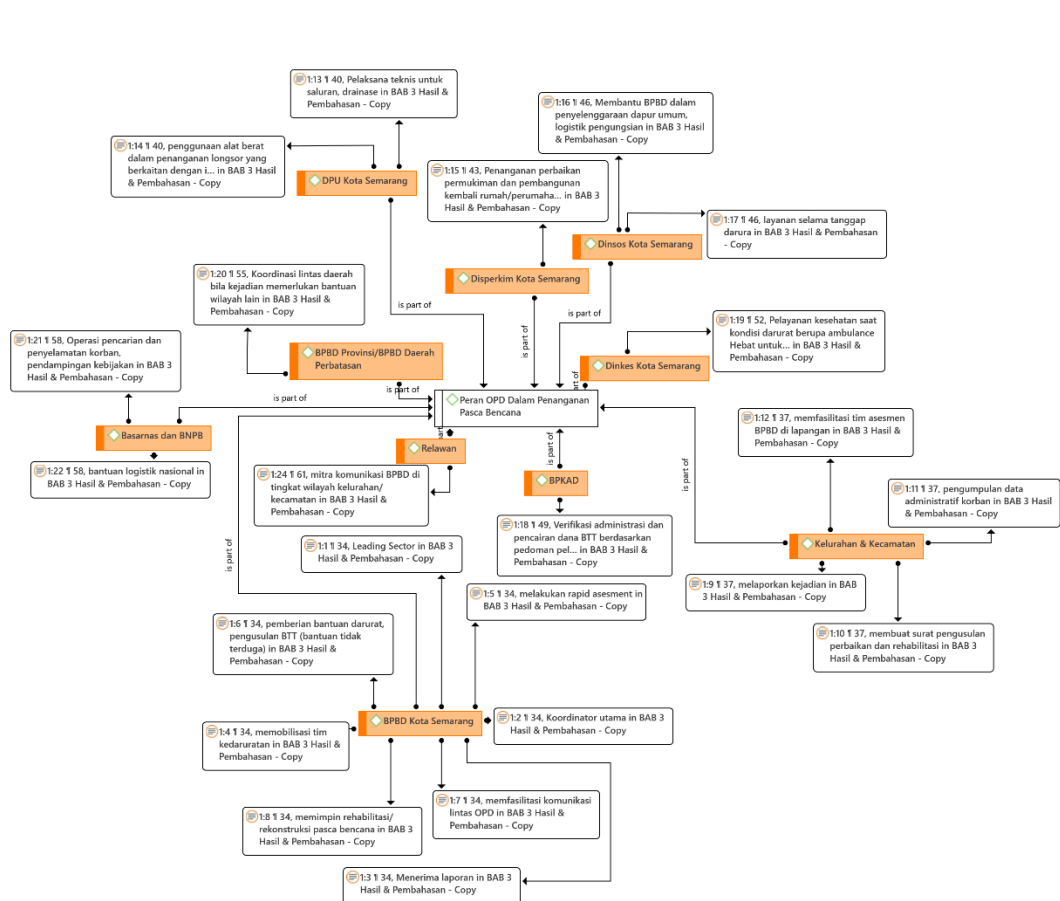 1:13 ¶ 40, Pelaksana teknis untuk
saluran, drainase in BAB 3 Hasil &
Pembahasan - Copy
1:16 ¶ 46, Membantu BPBD dalam
penyelenggaraan dapur umum,
logistik pengungsian in BAB 3 Hasil
& Pembahasan - Copy
1:14 ¶ 40, penggunaan alat berat
dalam penanganan longsor yang
berkaitan dengan i... in BAB 3 Hasil
& Pembahasan - Copy
DPU Kota Semarang
1:15 ¶ 43, Penanganan perbaikan
permukiman dan pembangunan
kembali rumah/perumaha... in BAB 3
Hasil & Pembahasan - Copy
1:17 ¶ 46, layanan selama tanggap
darura in BAB 3 Hasil & Pembahasan
- Copy
Dinsos Kota Semarang
1:20 ¶ 55, Koordinasi lintas daerah
bila kejadian memerlukan bantuan
wilayah lain in BAB 3 Hasil &
Pembahasan - Copy
Disperkim Kota Semarang
is part of
is part of
is part of
1:19 ¶ 52, Pelayanan kesehatan saat
kondisi darurat berupa ambulance
Hebat untuk... in BAB 3 Hasil &
Pembahasan - Copy
1:21 ¶ 58, Operasi pencarian dan
penyelamatan korban,
pendampingan kebijakan in BAB 3
Hasil & Pembahasan - Copy
BPBD Provinsi/BPBD Daerah
Perbatasan
Dinkes Kota Semarang
is part of
is part of
Peran OPD Dalam Penanganan
Pasca Bencana
1:12 ¶ 37, memfasilitasi tim asesmen
BPBD di lapangan in BAB 3 Hasil &
Pembahasan - Copy
Basarnas dan BNPB
Relawan
is part of
1:22 ¶ 58, bantuan logistik nasional in
BAB 3 Hasil & Pembahasan - Copy
1:24 ¶ 61, mitra komunikasi BPBD di
tingkat wilayah kelurahan/
kecamatan in BAB 3 Hasil &
Pembahasan - Copy
BPKAD
is part of
1:11 ¶ 37, pengumpulan data
administratif korban in BAB 3 Hasil
& Pembahasan - Copy
1:18 ¶ 49, Verifikasi administrasi dan
pencairan dana BTT berdasarkan
pedoman pel... in BAB 3 Hasil &
Pembahasan - Copy
is part of
1:1 ¶ 34, Leading Sector in BAB 3
Hasil & Pembahasan - Copy
Kelurahan & Kecamatan
1:9 ¶ 37, melaporkan kejadian in BAB
3 Hasil & Pembahasan - Copy
1:5 ¶ 34, melakukan rapid asesment in
BAB 3 Hasil & Pembahasan - Copy
1:6 ¶ 34, pemberian bantuan darurat,
pengusulan BTT (bantuan tidak
terduga) in BAB 3 Hasil &
Pembahasan - Copy
1:10 ¶ 37, membuat surat pengusulan
perbaikan dan rehabilitasi in BAB 3
Hasil & Pembahasan - Copy
BPBD Kota Semarang
1:2 ¶ 34, Koordinator utama in BAB 3
Hasil & Pembahasan - Copy
1:4 ¶ 34, memobilisasi tim
kedaruratan in BAB 3 Hasil &
Pembahasan - Copy
1:7 ¶ 34, memfasilitasi komunikasi
lintas OPD in BAB 3 Hasil &
Pembahasan - Copy
1:8 ¶ 34, memimpin rehabilitasi/
rekonstruksi pasca bencana in BAB 3
Hasil & Pembahasan - Copy
1:3 ¶ 34, Menerima laporan in BAB 3
Hasil & Pembahasan - Copy